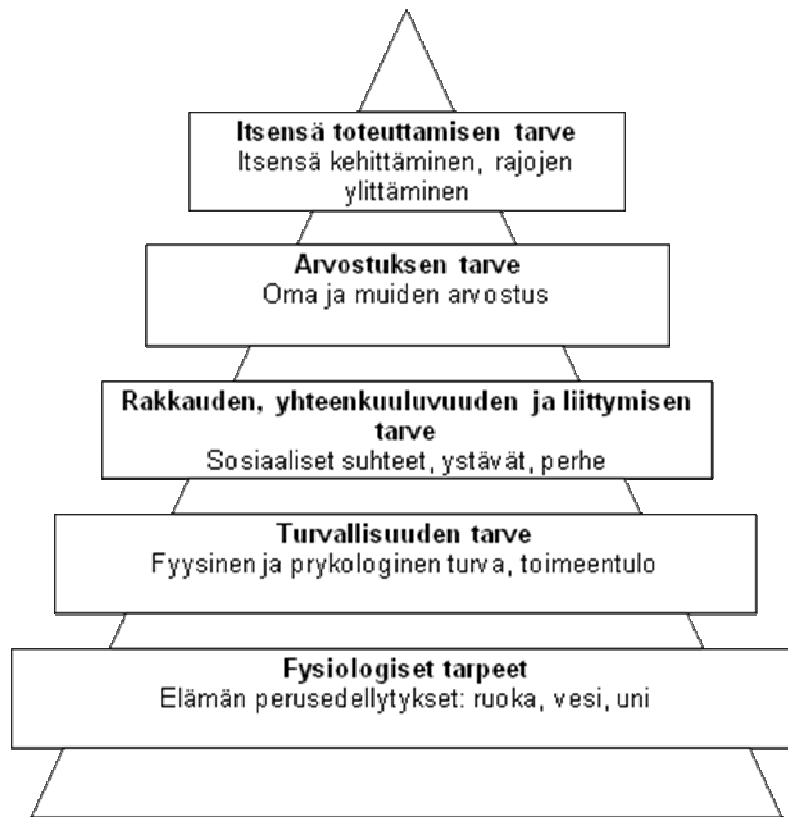 Itsensä toteuttamisen tarve
Itsensä kehittäminen, rajojen
ylittäminen
Arvostuksen tarve
Oma ja muiden arvostus
Rakkauden, yhteenkuuluvuuden ja liittymisen
tarve
Sosiaaliset suhteet, ystävät, perhe
Turvallisuuden tarve
Fyysinen ja prykologinen turva, toimeentulo
Fysiologiset tarpeet
Elämän perusedellytykset: ruoka, vesi, uni